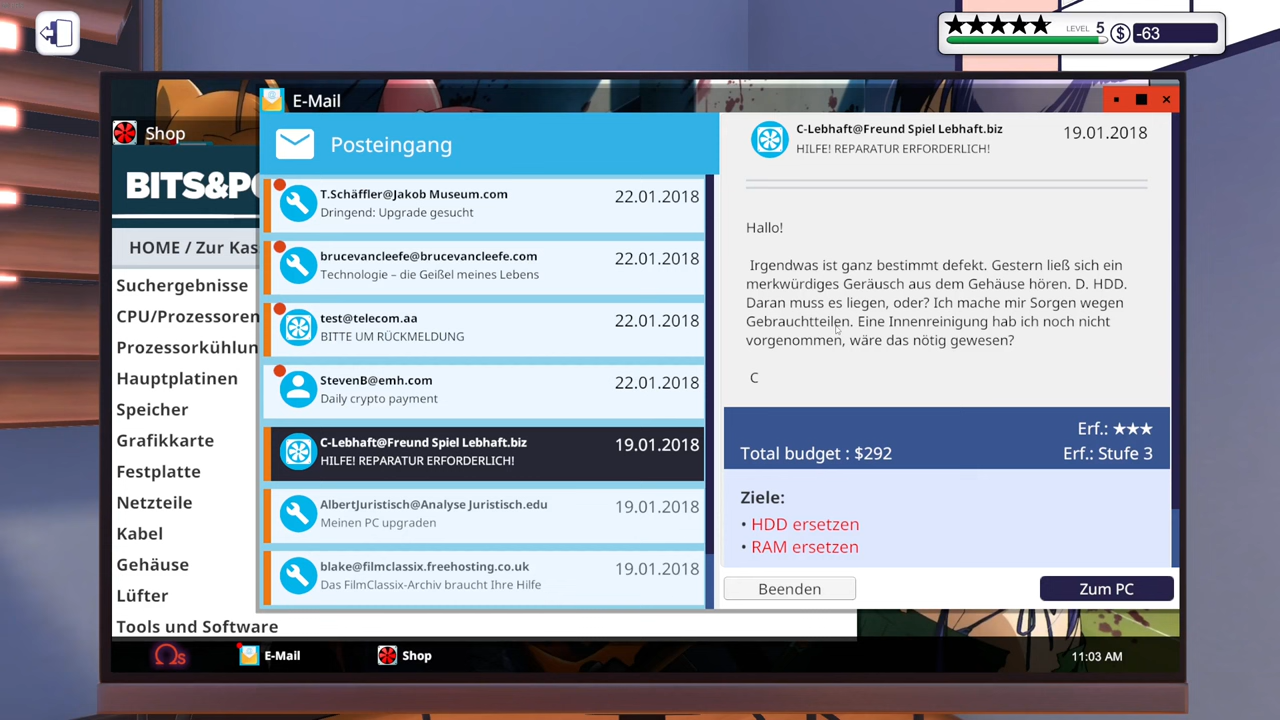 LEVEL 5 $ -63
E-Mail
Shop
BITS&P
HOME / Zur Kas
Suchergebnisse
CPU/Prozessoren
Prozessorkühlun
Hauptplatinen
Speicher
Grafikkarte
Festplatte
Netzteile
Kabel
Gehäuse
Lüfter
Tools und Software
Posteingang
T.Schäffler@Jakob Museum.com 22.01.2018
Dringend: Upgrade gesucht
brucevancleefe@brucevancleefe.com 22.01.2018
Technologie – die Geißel meines Lebens
test@telecom.aa 22.01.2018
BITTE UM RÜCKMELDUNG
StevenB@emh.com 22.01.2018
Daily crypto payment
C-Lebhaft@Freund Spiel Lebhaft.biz 19.01.2018
HILFE! REPARATUR ERFORDERLICH!
AlbertJuristisch@Analyse Juristisch.edu 19.01.2018
Meinen PC upgraden
blake@filmclassix.freehosting.co.uk 19.01.2018
Das FilmClassix-Archiv braucht Ihre Hilfe
C-Lebhaft@Freund Spiel Lebhaft.biz 19.01.2018
HILFE! REPARATUR ERFORDERLICH!
Hallo!
Irgendwas ist ganz bestimmt defekt. Gestern ließ sich ein
merkwürdiges Geräusch aus dem Gehäuse hören. D. HDD.
Daran muss es liegen, oder? Ich mache mir Sorgen wegen
Gebrauchtteilen. Eine Innenreinigung hab ich noch nicht
vorgenommen, wäre das nötig gewesen?
C
Erf.: ★★★
Total budget : $292 Erf.: Stufe 3
Ziele:
• HDD ersetzen
• RAM ersetzen
Beenden Zum PC
Ωs E-Mail Shop 11:03 AM